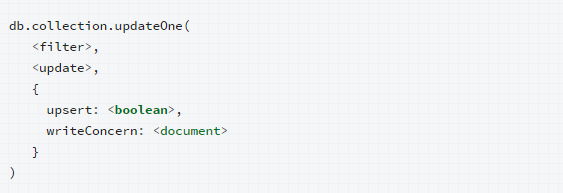 db.collection.updateOne(
   <filter>,
   <update>,
   {
     upsert: <boolean>,
     writeConcern: <document>
   }
)